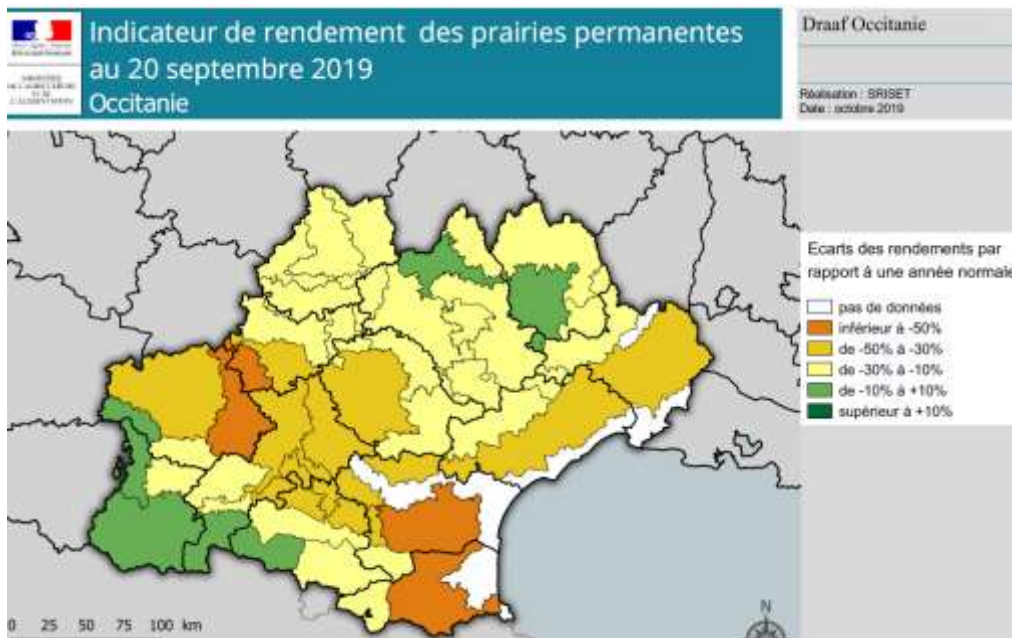 Indicateur de rendement des prairies permanentes
au 20 septembre 2019
Occitanie
Draaf Occitanie
Réalisation : SRISET
Date : octobre 2019
Ecarts des rendements par
rapport à une année normale
pas de données
inférieur à -50%
de -50% à -30%
de -30% à -10%
de -10% à +10%
supérieur à +10%
0 25 50 75 100 km
N